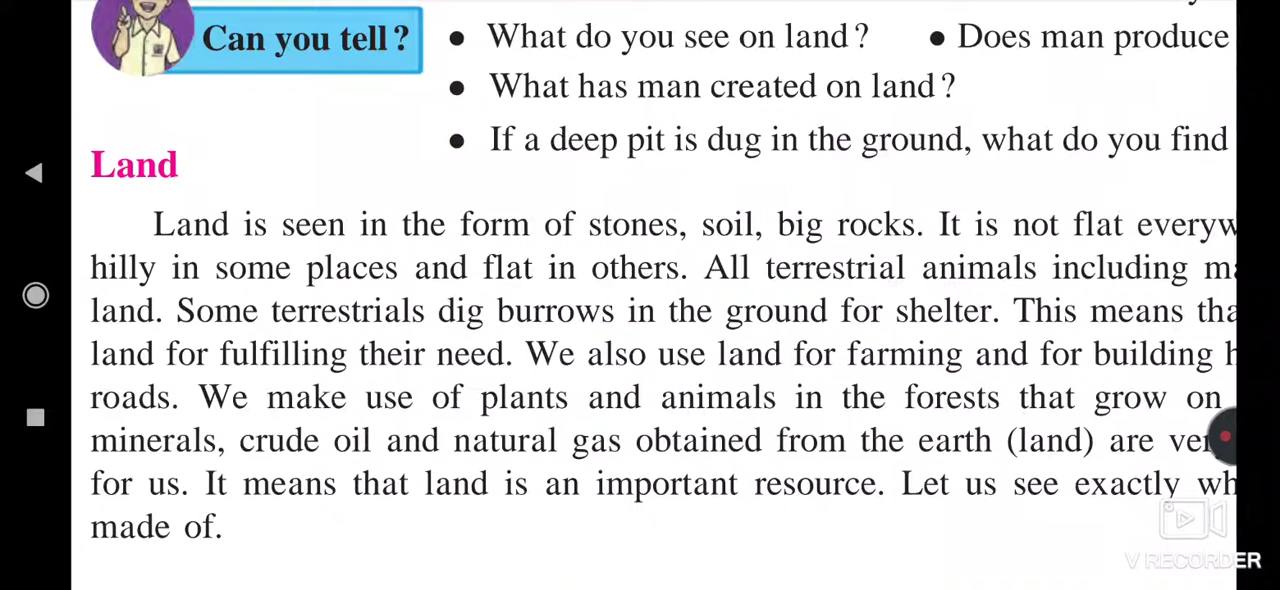 Can you tell? • What do you see on land? • Does man produce
• What has man created on land?
• If a deep pit is dug in the ground, what do you find
Land
Land is seen in the form of stones, soil, big rocks. It is not flat
hilly in some places and flat in others. All terrestrial animals including
land. Some terrestrials dig burrows in the ground for shelter. This means
land for fulfilling their need. We also use land for farming and for building
roads. We make use of plants and animals in the forests that grow on
minerals, crude oil and natural gas obtained from the earth (land) are
for us. It means that land is an important resource. Let us see exactly
made of.
V RECORDER